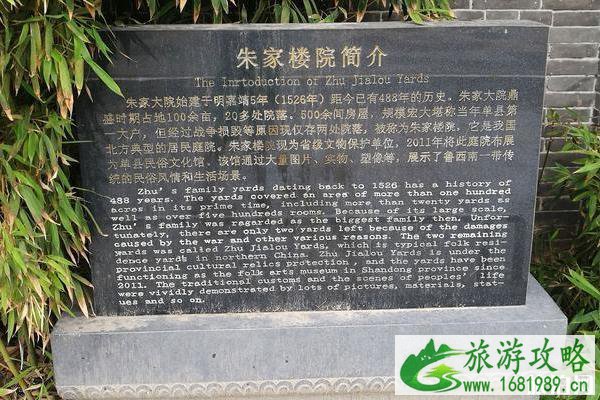 朱家楼院简介
The Inrtoduction of Zhu Jialou Yards
朱家大院始建于明嘉靖5年（1526年）距今已有488年的历史。朱家大院鼎
盛时期占地100余亩，20多处院落。500余间房屋，规模宏大堪称当年单县
第一大户，但经过战争损毁等原因现仅存两处院落，被称为朱家楼院，它是我国
北方典型的居民庭院。朱家楼院现为省级文物保护单位，2011年将此庭院布展
为单县民俗文化馆。该馆通过大量图片、实物、塑像等，展示了鲁西南一带传
统的民俗风情和生活场景。
Zhu's family yards dating back to 1526 has a history of
488 years. The yards covered an area of more than one hundred
acres in its prime time, including more than twenty yards as
well as over five hundreds rooms. Because of its large scale,
Zhu's family was ragarded as the biggest family then. Unfor-
tunately, there are only two yards left because of the damages
caused by the war and other various reasons. The two remaining
yards was called Zhu Jialou Yards, which is typical folk resi-
dence yards in northern China. Zhu Jialou Yards is under the
provincial cultural relics protection, and the yards have been
functioning as the folk arts museum in Shandong province since
2011. The traditional customs and the scenes of peoples' life
were vividly demonstrated by lots of pictures, materials, stat-
ues and so on.
旅游攻略
www.1681989.cn